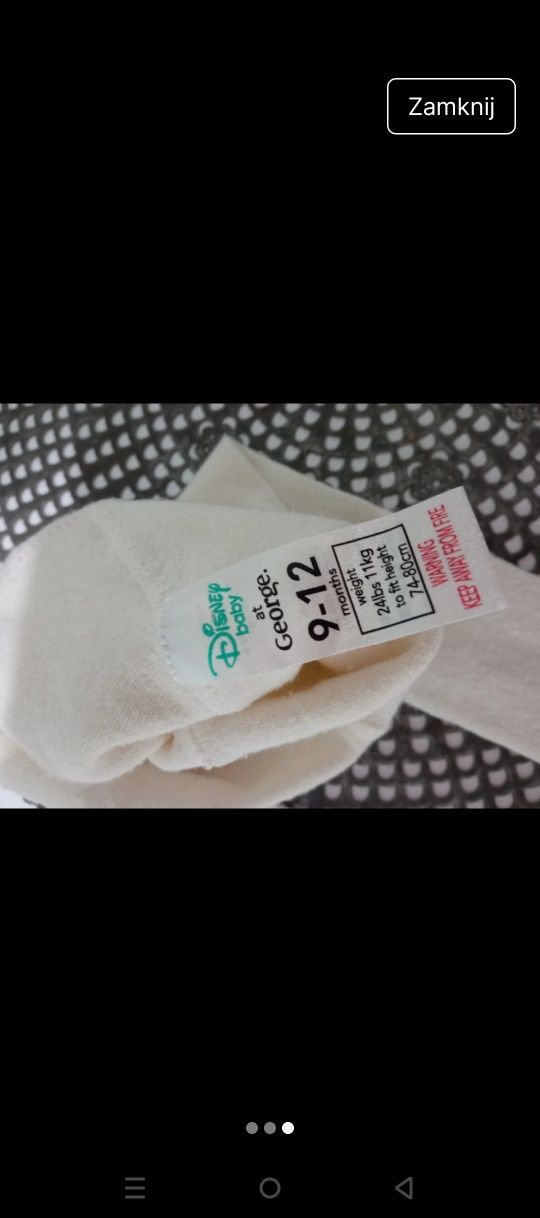 Zamknij
Disney
baby
at
George.
9-12
months
weight
24lbs 11kg
to fit height
74-80cm
WARNING
KEEP AWAY FROM FIRE